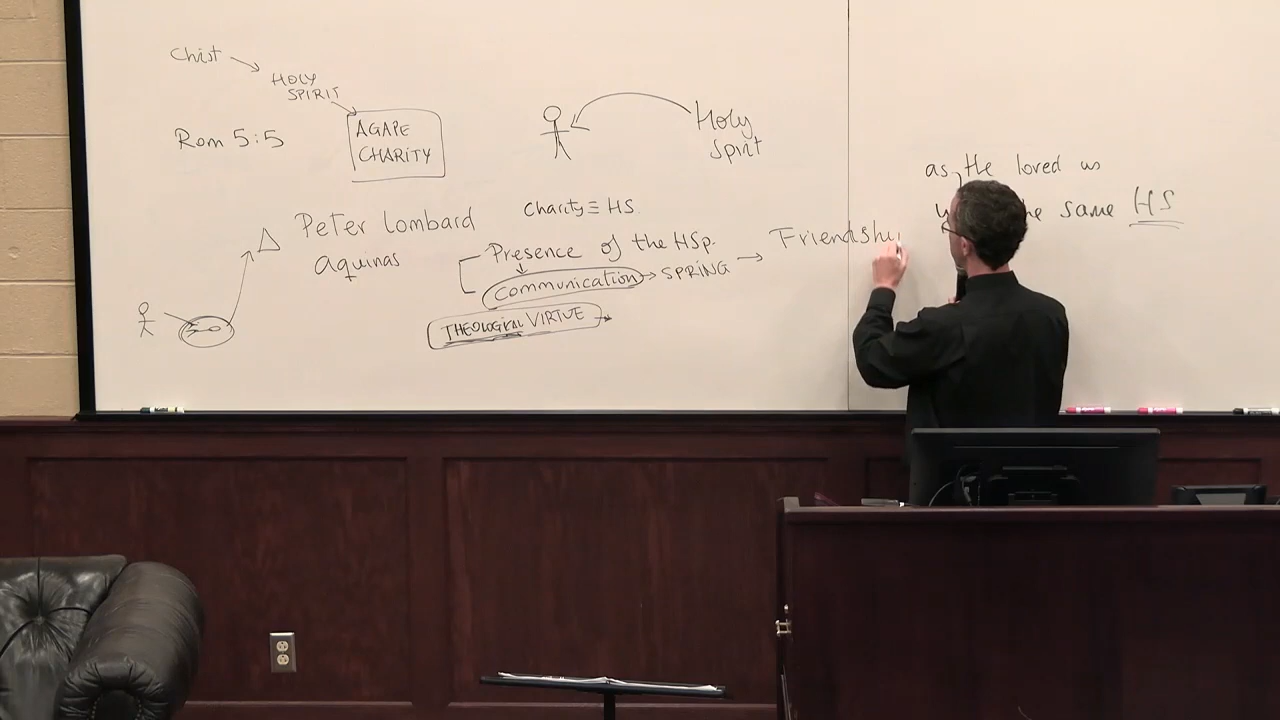 Chist
HOLY
SPIRIT
Rom 5:5
AGAPE
CHARITY
Holy
Spirit
as the loved us
same HS
Peter Lombard
aquinas
Charity ≡ HS.
Presence of the HSp.
communication → SPRING →
THEOLOGICAL VIRTUE
Friendshi